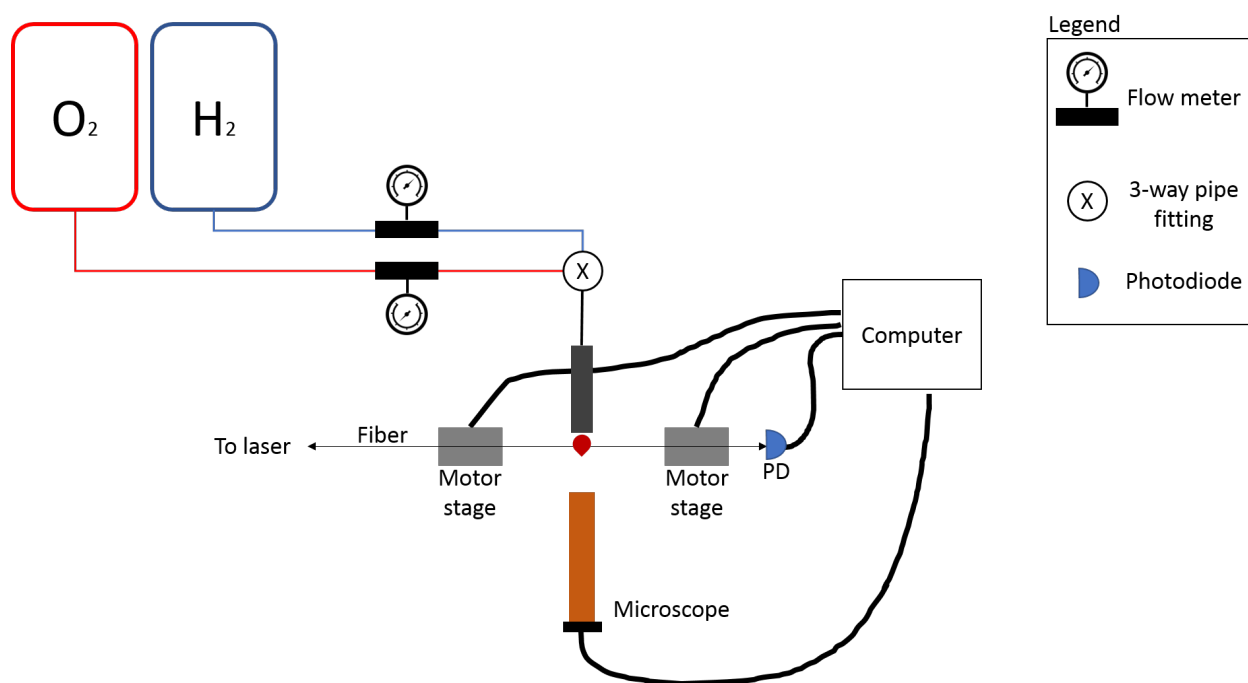 Legend
O2
H2
Flow meter
X
3-way pipe
fitting
X
Photodiode
Computer
Fiber
To laser
Motor
stage
Motor
stage
PD
Microscope